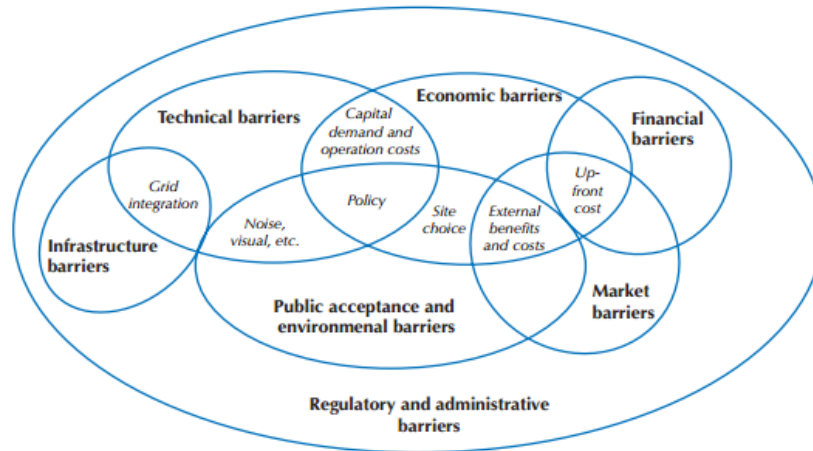 Technical barriers
Capital
demand and
operation costs
Economic barriers
Financial
barriers
Grid
integration
Infrastructure
barriers
Noise,
visual, etc.
Policy
Site
choice
External
benefits
and costs
Up-
front
cost
Market
barriers
Public acceptance and
environmenal barriers
Regulatory and administrative
barriers